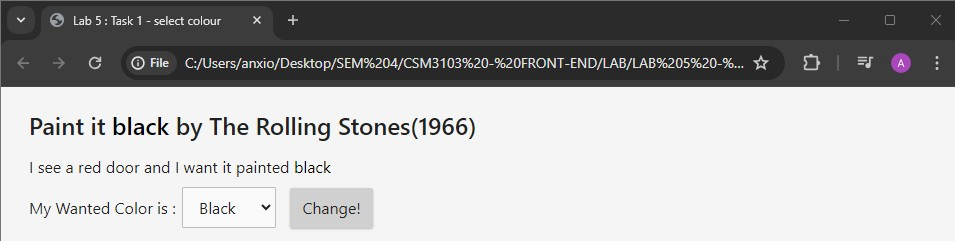 Lab 5 : Task 1 - select colour
File C:/Users/anxio/Desktop/SEM%204/CSM3103%20-%20FRONT-END/LAB/LAB%205%20-%... A
Paint it black by The Rolling Stones(1966)
I see a red door and I want it painted black
My Wanted Color is : Black Change!